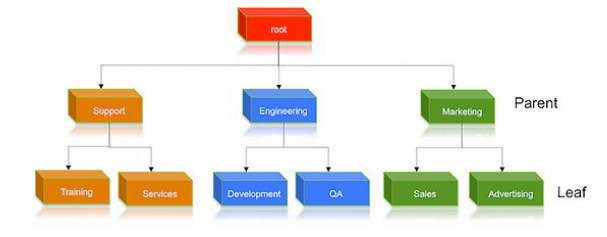 root
Support
Engineering
Marketing
Parent
Training
Services
Development
QA
Sales
Advertising
Leaf